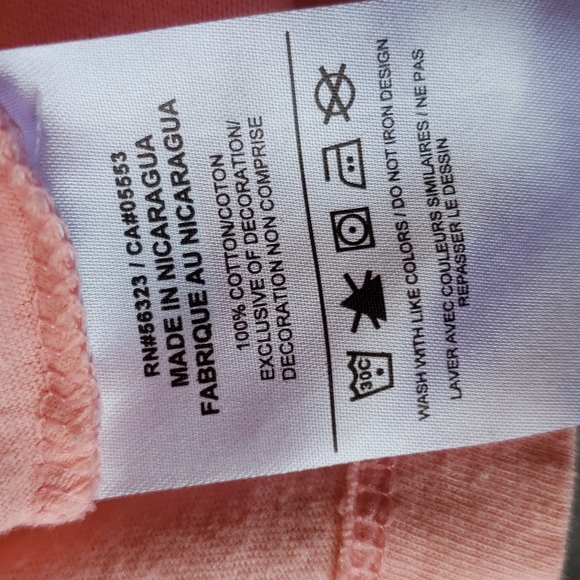 RN#56323 / CA#05553
MADE IN NICARAGUA
FABRIQUE AU NICARAGUA
100% COTTON/COTON
EXCLUSIVE OF DECORATION/
DECORATION NON COMPRISE
30C
WASH WITH LIKE COLORS / DO NOT IRON DESIGN
LAVER AVEC COULEURS SIMILAIRES / NE PAS
REPASSER LE DESSIN